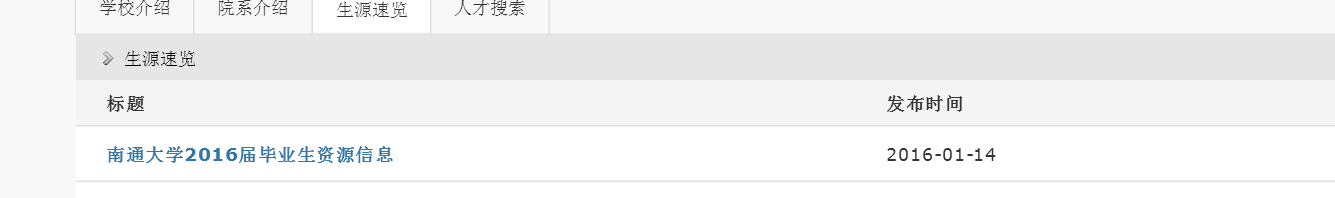 学校介绍 院系介绍 生源速览 人才搜索
生源速览
标题 发布时间
南通大学2016届毕业生资源信息 2016-01-14